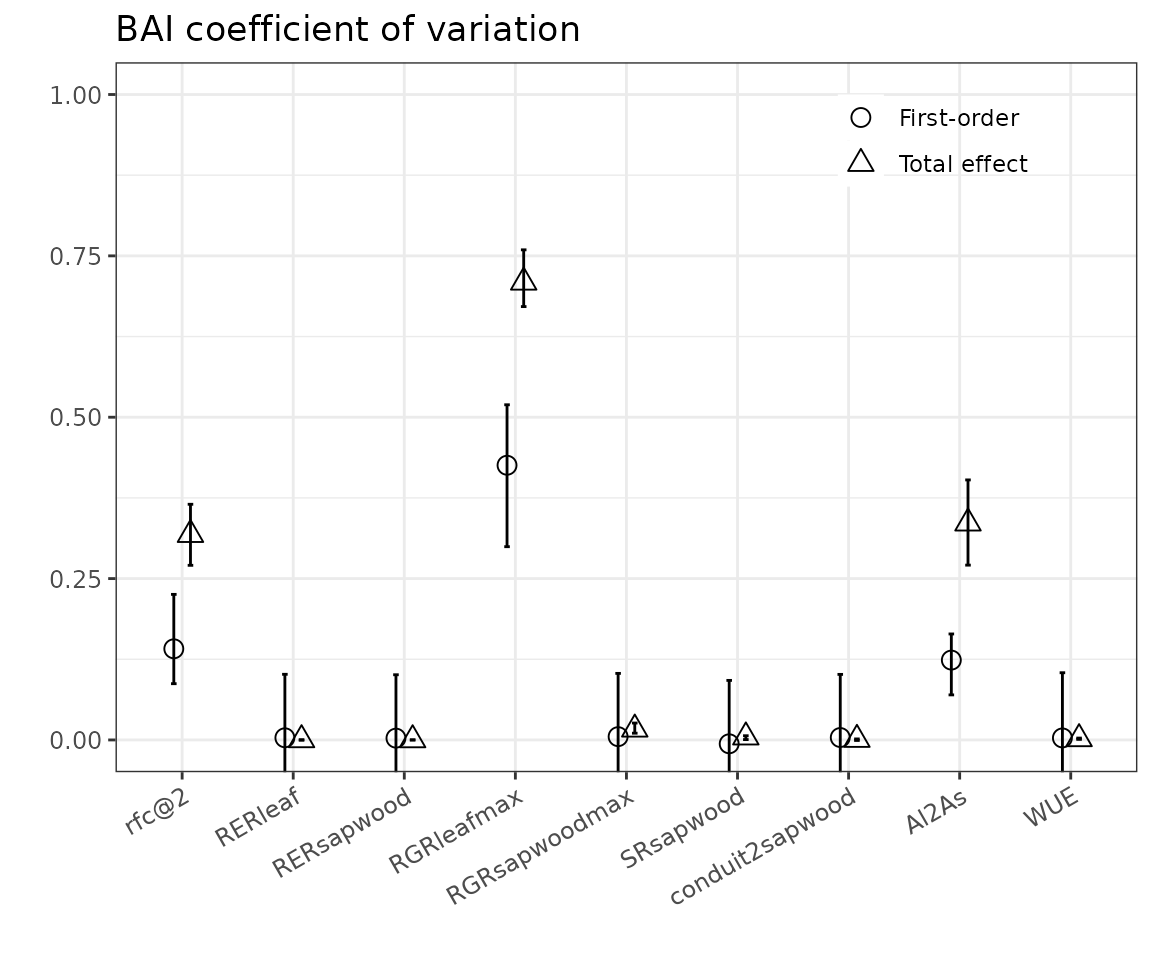 BAI coefficient of variation
1.00
0.75
0.50
0.25
0.00
First-order
Total effect
rfc@2
RERleaf
RERsapwood
RGRleafmax
RGRsapwoodmax
SRsapwood
conduit2sapwood
Al2As
WUE